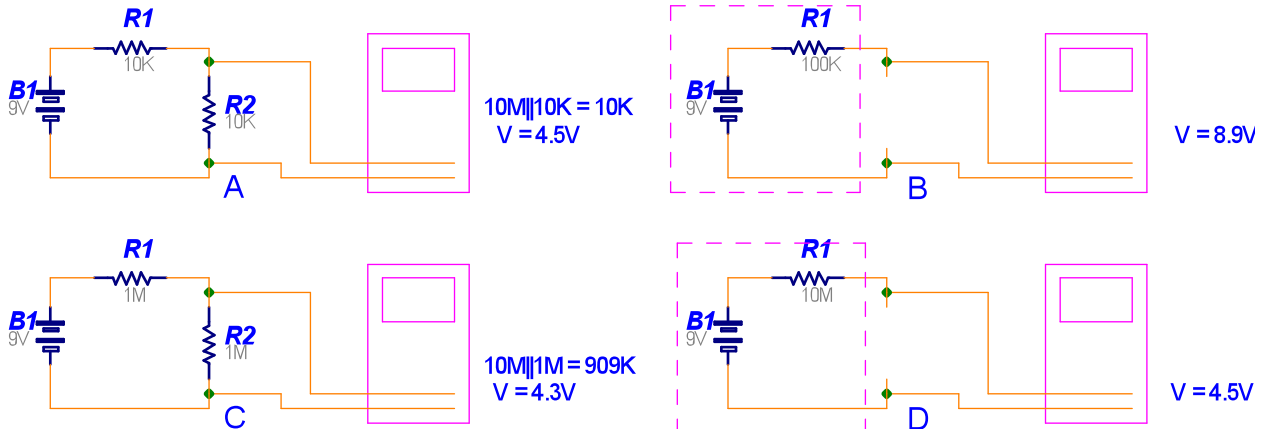 R1
10K
B1
9V
R2
10K
10M||10K = 10K
V = 4.5V
A
R1
100K
B1
9V
V = 8.9V
B
R1
1M
B1
9V
R2
1M
10M||1M = 909K
V = 4.3V
C
R1
10M
B1
9V
V = 4.5V
D